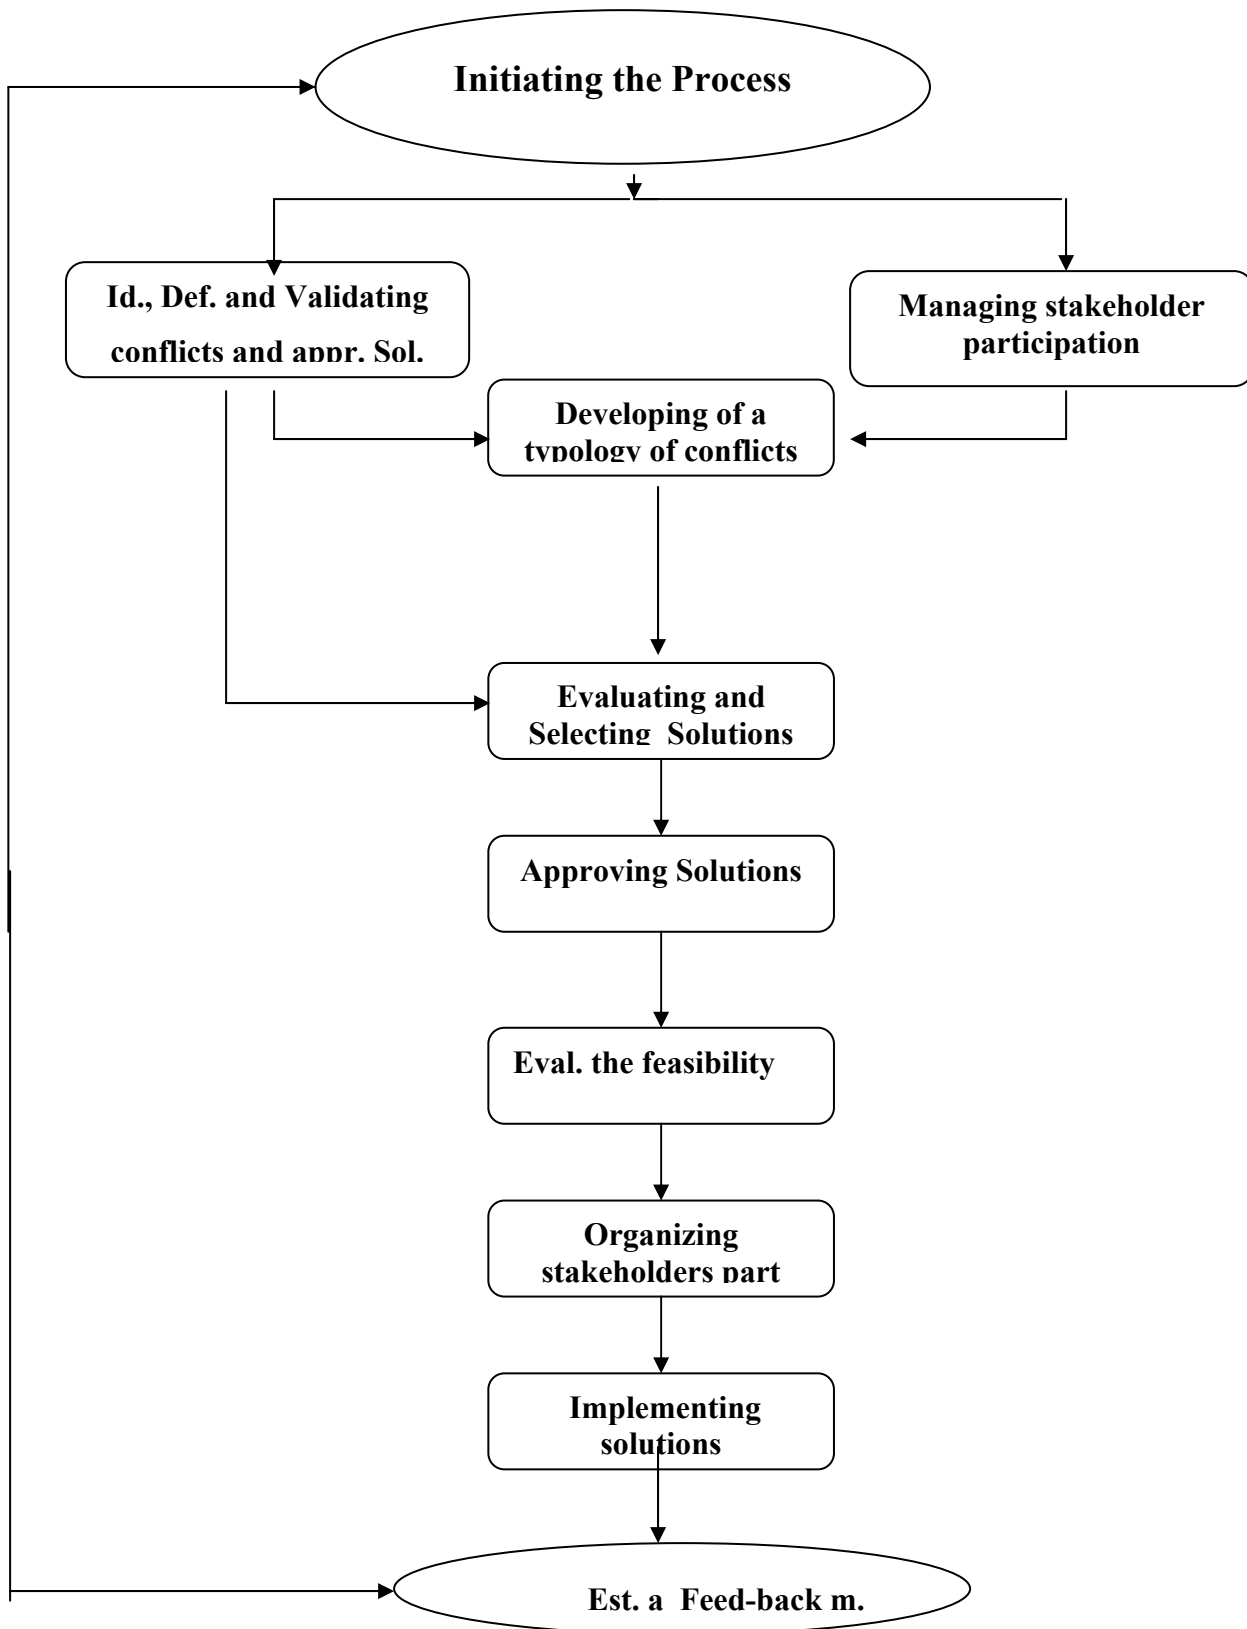 Initiating the Process
Id., Def. and Validating
conflicts and appr. Sol.
Managing stakeholder
participation
Developing of a
typology of conflicts
Evaluating and
Selecting Solutions
Approving Solutions
Eval. the feasibility
Organizing
stakeholders part
Implementing
solutions
Est. a Feed-back m.